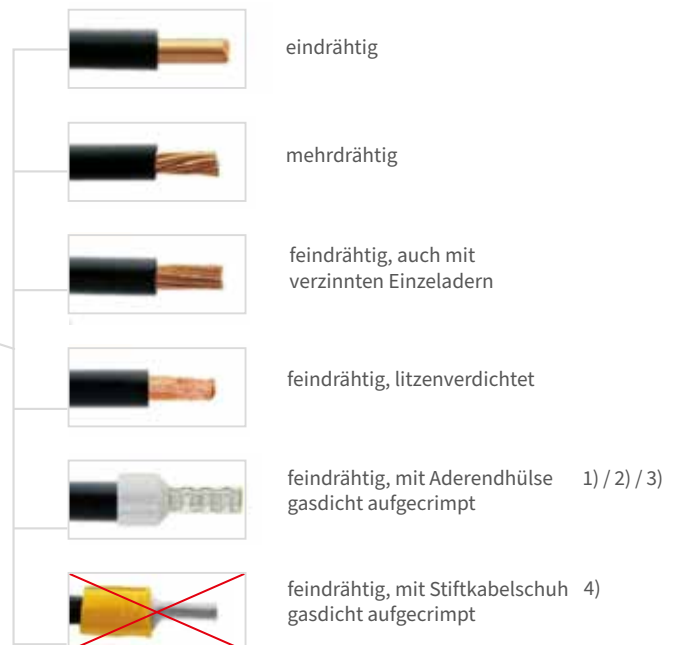 eindrähtig
mehrdrähtig
feindrähtig, auch mit
verzinnten Einzeladern
feindrähtig, litzenverdichtet
feindrähtig, mit Aderendhülse 1) / 2) / 3)
gasdicht aufgecrimpt
feindrähtig, mit Stiftkabelschuh 4)
gasdicht aufgecrimpt